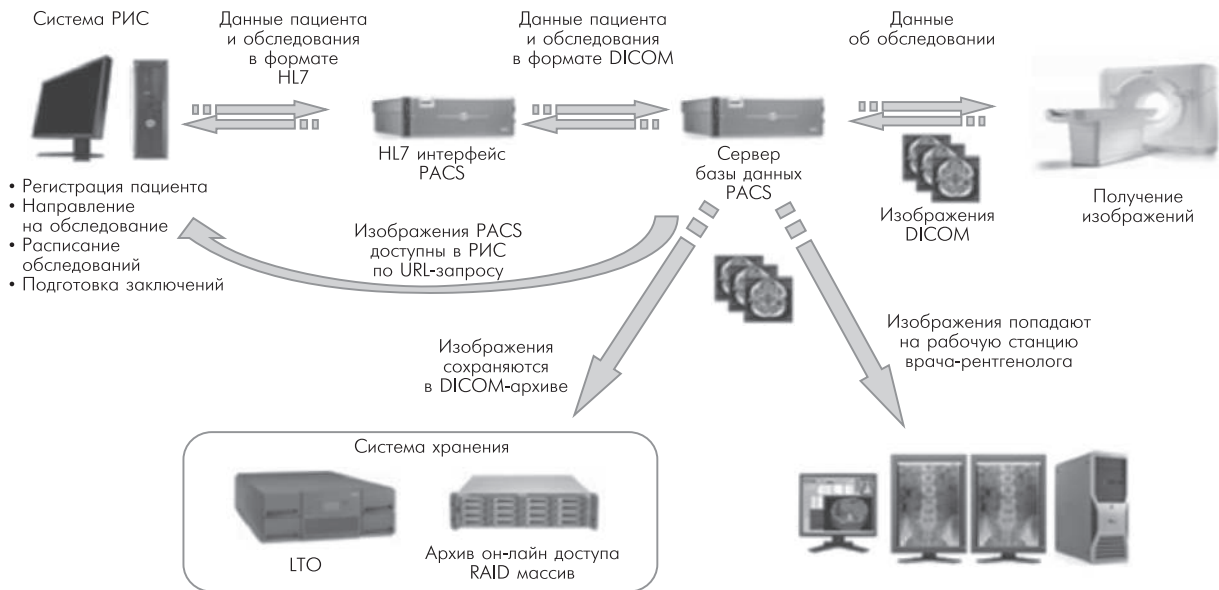 Система РИС
Данные пациента
и обследования
в формате
HL7
Данные пациента
и обследования
в формате DICOM
Данные
об обследовании
HL7 интерфейс
PACS
Сервер
базы данных
PACS
Изображения
DICOM
Получение
изображений
• Регистрация пациента
• Направление
на обследование
• Расписание
обследований
• Подготовка заключений
Изображения PACS
доступны в РИС
по URL-запросу
Изображения
сохраняются
в DICOM-архиве
Изображения попадают
на рабочую станцию
врача-рентгенолога
Система хранения
LTO
Архив он-лайн доступа
RAID массив